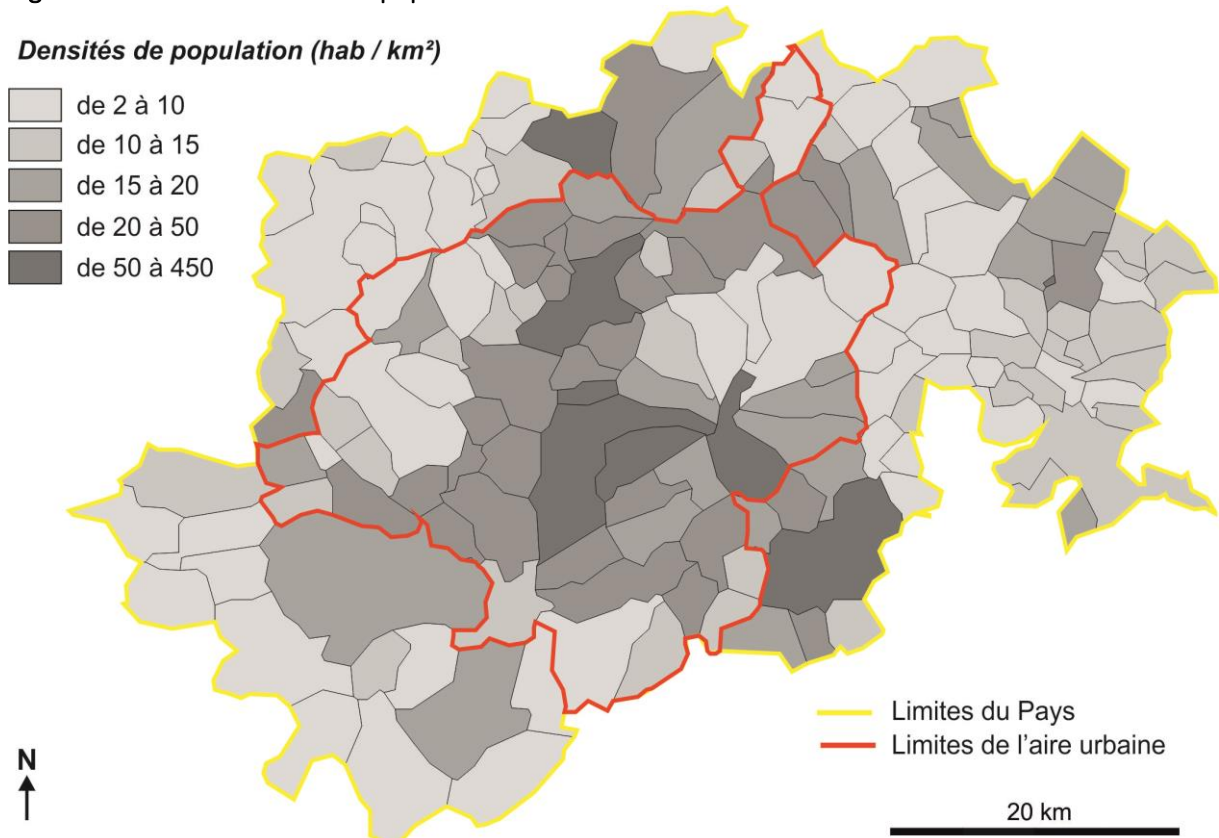 Densités de population (hab / km²)
de 2 à 10
de 10 à 15
de 15 à 20
de 20 à 50
de 50 à 450
Limites du Pays
Limites de l'aire urbaine
N
20 km